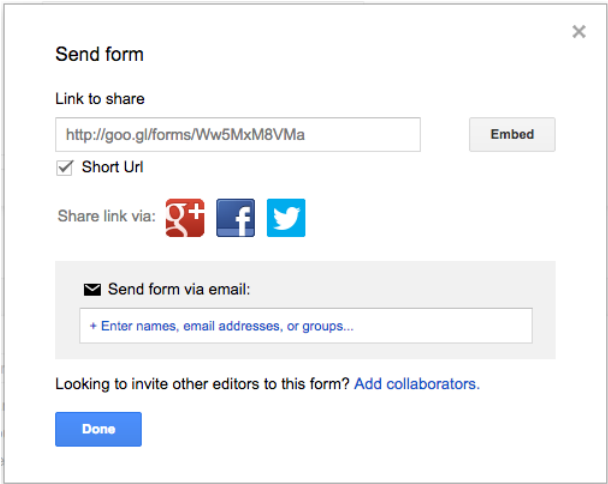 Send form
Link to share
http://goo.gl/forms/Ww5MxM8VMa
Embed
Short Url
Share link via:
g+
f
Send form via email:
+ Enter names, email addresses, or groups...
Looking to invite other editors to this form? Add collaborators.
Done